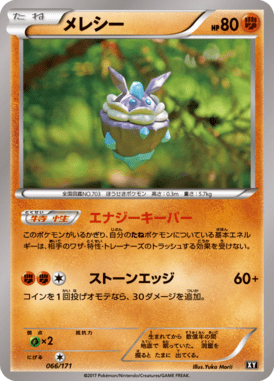 たね
メレシー
HP80
全国図鑑NO.703 ほうせきポケモン 高さ:0.3m 重さ:5.7kg
とくせい
特性 エナジーキーパー
このポケモンがいるかぎり、自分のたねポケモンについている基本エネルギーは、相手のワザ・特性・トレーナーズのトラッシュする効果を受けない。
ストーンエッジ 60+
コインを1回投げオモテなら、30ダメージを追加。
×2
にげる
066/171
XY
Illus.Yuka Morii
©2017 Pokémon/Nintendo/Creatures/GAME FREAK.